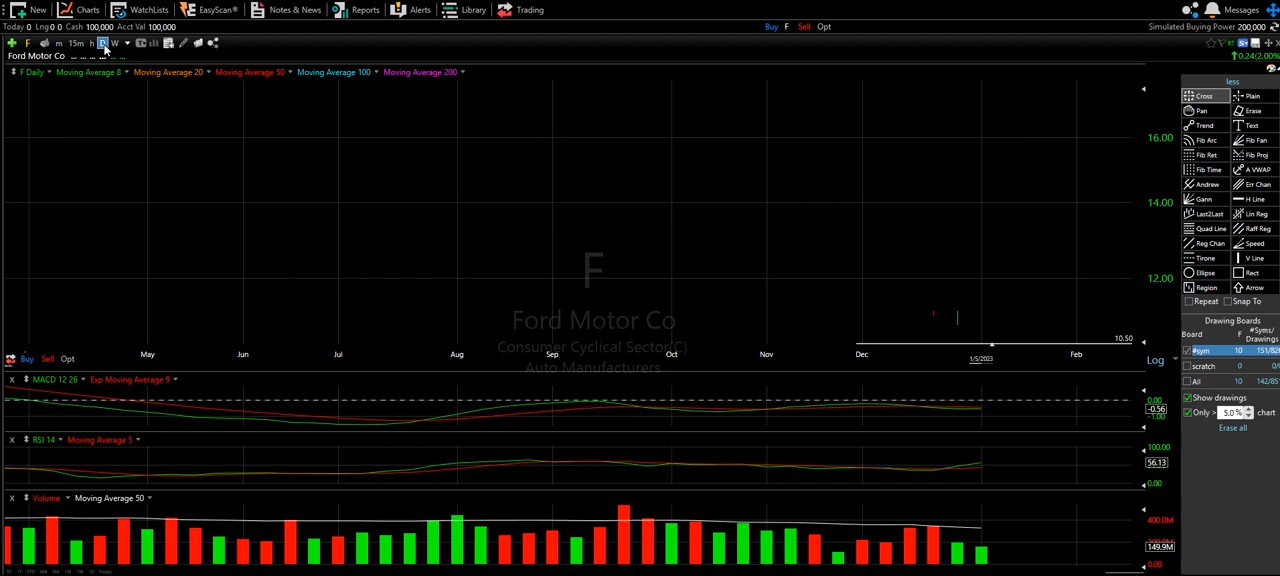 New Charts WatchLists EasyScan® Notes & News Reports Alerts Library Trading Messages
Today 0 Lng 0 0 Cash 100,000 Acct Val 100,000 Buy F Sell Opt Simulated Buying Power 200,000
F m 15m h D W
Ford Motor Co
0.24(2.00%
F Daily Moving Average 8 Moving Average 20 Moving Average 50 Moving Average 100 Moving Average 200
less
Cross Plain
Pan Erase
Trend Text
Fib Arc Fib Fan
Fib Ret Fib Proj
Fib Time A VWAP
Andrew Err Chan
Gann H Line
Last2Last Lin Reg
Quad Line Raff Reg
Reg Chan Speed
Tirone V Line
Ellipse Rect
Region Arrow
Repeat Snap To
Drawing Boards
Board F #Syms/
Drawings
#sym 10 151/82
scratch 0 0/
All 10 142/85
Show drawings
Only > 5.0 % chart
Erase all
16.00
14.00
12.00
10.50
F
Ford Motor Co
Consumer Cyclical Sector(C)
Auto Manufacturers
May Jun Jul Aug Sep Oct Nov Dec 1/5/2023 Feb
Buy Sell Opt
Log
MACD 12 26 Exp Moving Average 9
0.00
-0.56
-1.00
RSI 14 Moving Average 5
100.00
56.13
0.00
Volume Moving Average 50
400.0M
149.9M
0.00